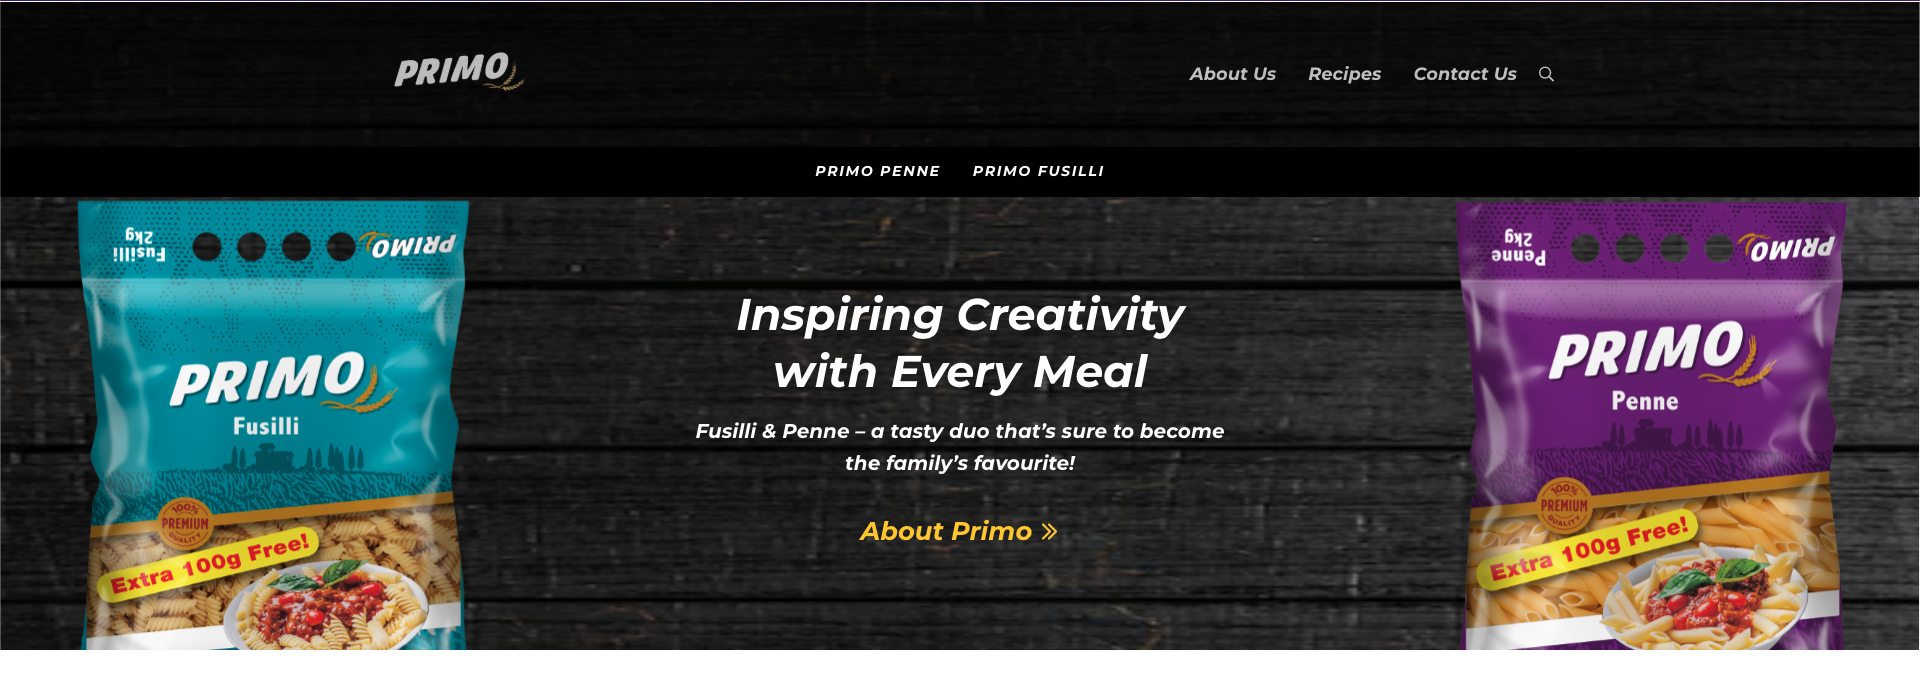 PRIMO
About Us Recipes Contact Us
PRIMO PENNE PRIMO FUSILLI
Fusilli
2kg
PRIMO
PRIMO
Fusilli
100%
PREMIUM
QUALITY
Extra 100g Free!
Inspiring Creativity
with Every Meal
Fusilli & Penne – a tasty duo that's sure to become
the family's favourite!
About Primo »
Penne
2kg
PRIMO
PRIMO
Penne
100%
PREMIUM
QUALITY
Extra 100g Free!